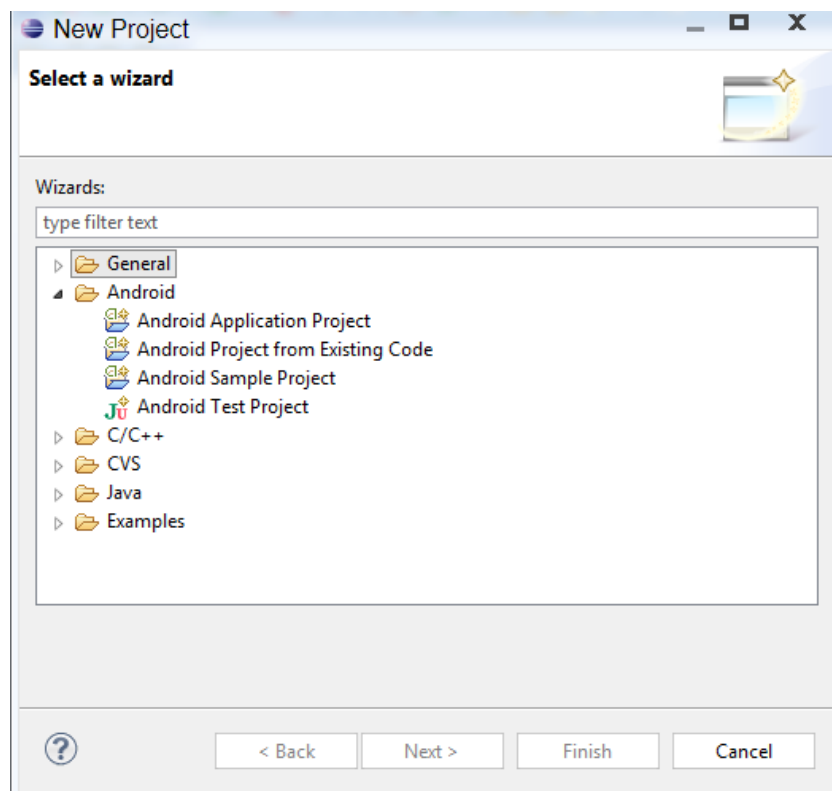 New Project
Select a wizard
Wizards:
type filter text
General
Android
Android Application Project
Android Project from Existing Code
Android Sample Project
Android Test Project
C/C++
CVS
Java
Examples
< Back Next > Finish Cancel